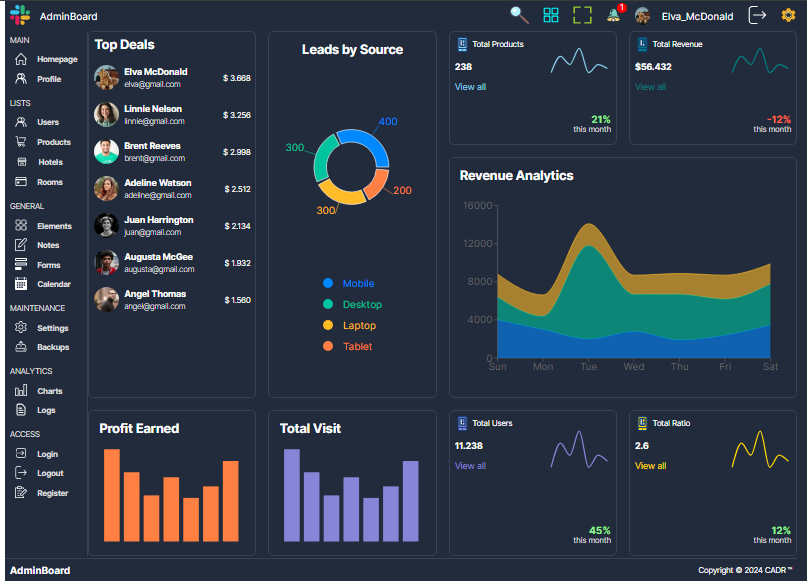 AdminBoard
1
Elva_McDonald
MAIN
Homepage
Profile
LISTS
Users
Products
Hotels
Rooms
GENERAL
Elements
Notes
Forms
Calendar
MAINTENANCE
Settings
Backups
ANALYTICS
Charts
Logs
ACCESS
Login
Logout
Register
Top Deals
Elva McDonald
elva@gmail.com
$ 3.668
Linnie Nelson
linnie@gmail.com
$ 3.256
Brent Reeves
brent@gmail.com
$ 2.998
Adeline Watson
adeline@gmail.com
$ 2.512
Juan Harrington
juan@gmail.com
$ 2.134
Augusta McGee
augusta@gmail.com
$ 1.932
Angel Thomas
angel@gmail.com
$ 1.560
Leads by Source
400
300
200
300
Mobile
Desktop
Laptop
Tablet
Total Products
238
View all
21%
this month
Total Revenue
$56.432
View all
-12%
this month
Revenue Analytics
16000
12000
8000
4000
0
Sun Mon Tue Wed Thu Fri Sat
Profit Earned
Total Visit
Total Users
11.238
View all
45%
this month
Total Ratio
2.6
View all
12%
this month
AdminBoard
Copyright © 2024 CADR™